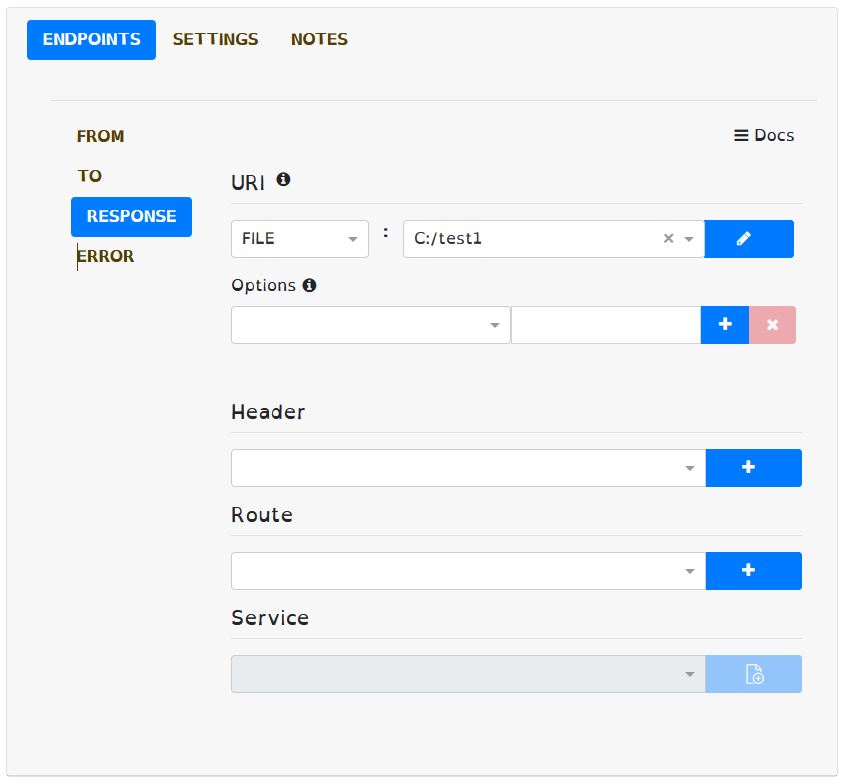 ENDPOINTS SETTINGS NOTES
FROM
Docs
TO
URI
RESPONSE
FILE : C:/test1
ERROR
Options
Header
Route
Service